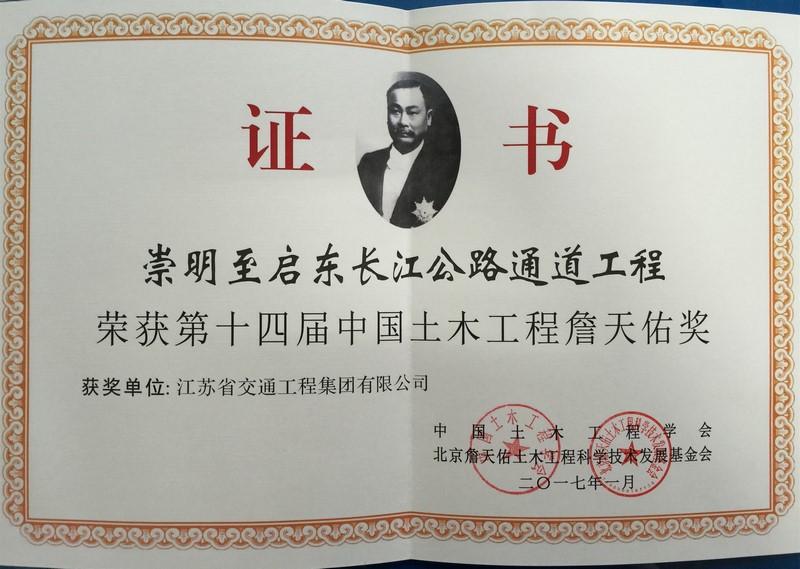 证 书
崇明至启东长江公路通道工程
荣获第十四届中国土木工程詹天佑奖
获奖单位: 江苏省交通工程集团有限公司
中国土木工程学会
北京詹天佑土木工程科学技术发展基金会
二〇一七年一月